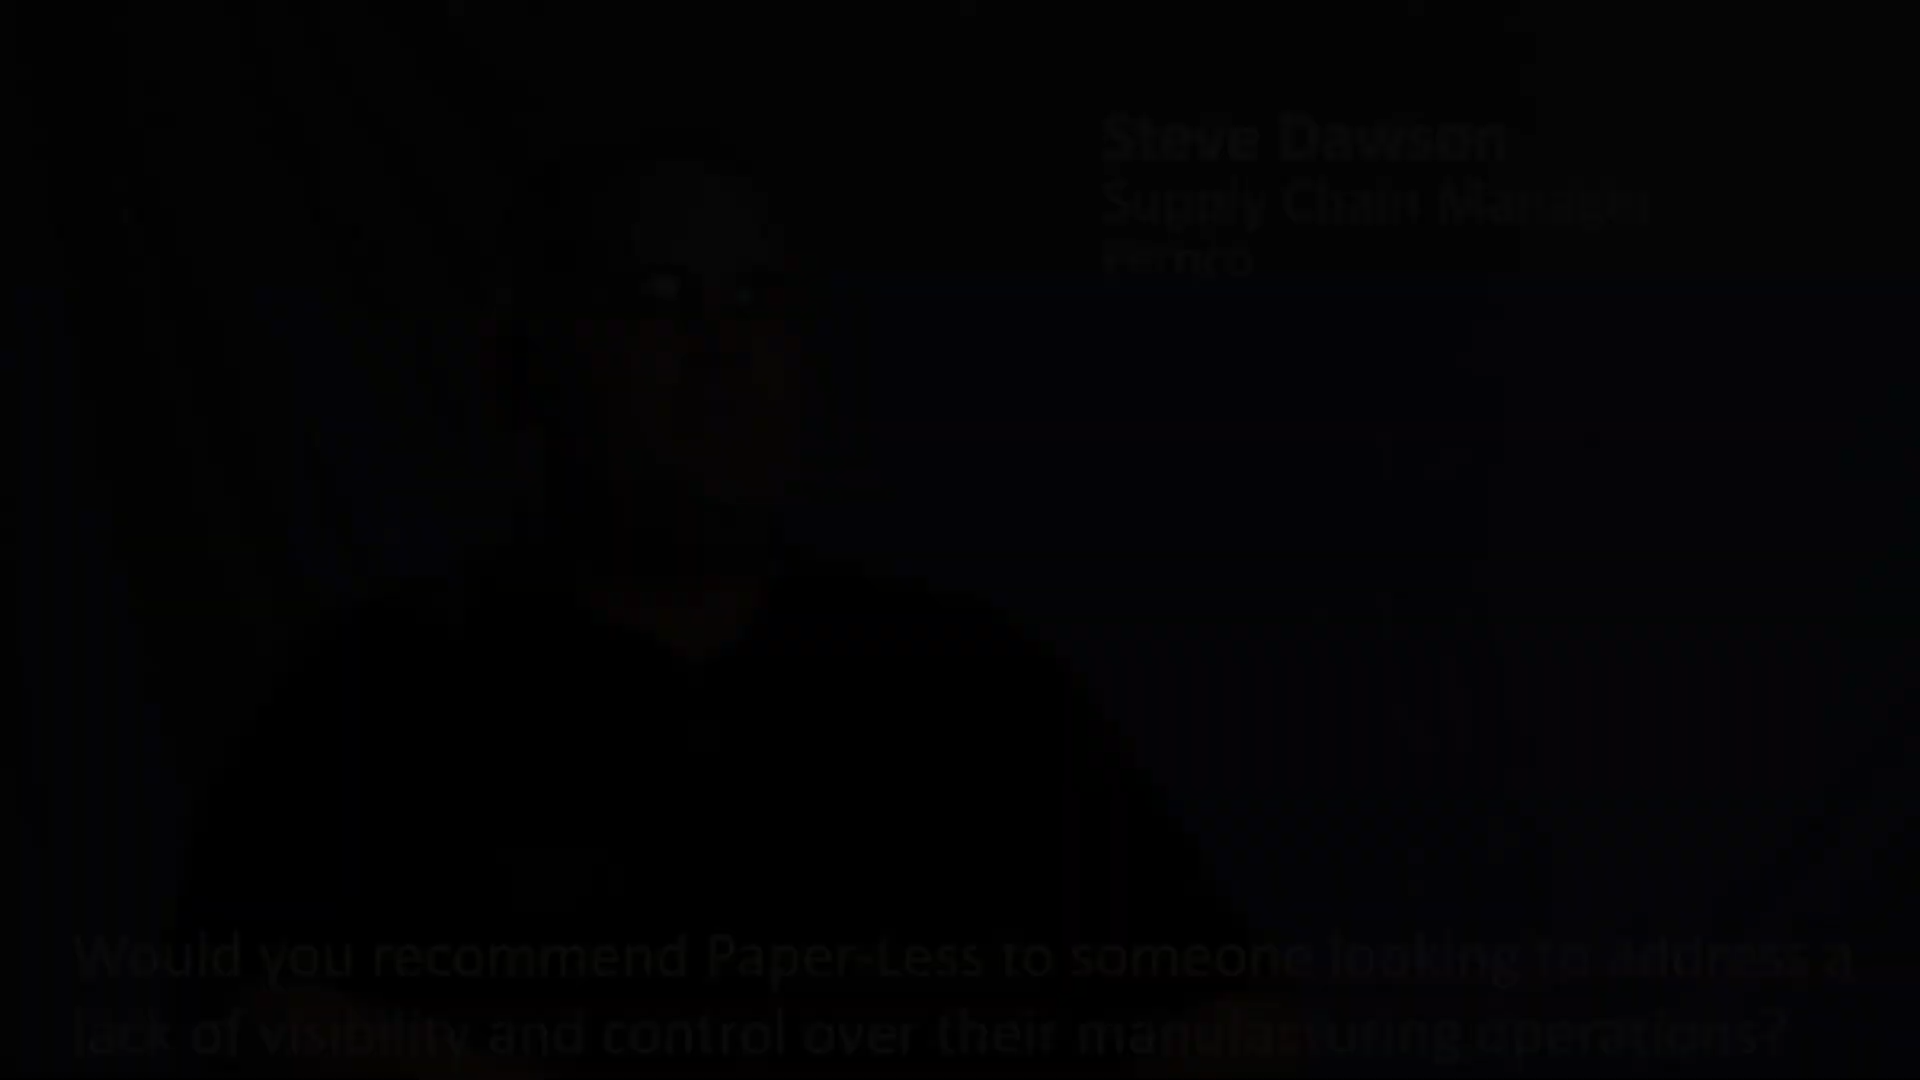 Steve Dawson
Supply Chain Manager
Would you recommend Paper-Less to someone looking to address a
lack of visibility and control over their manufacturing operations?